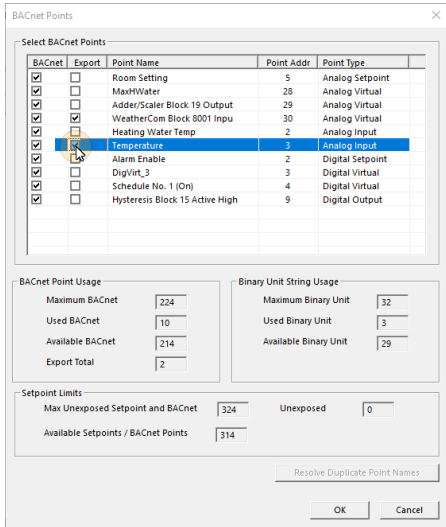 BACnet Points
Select BACnet Points
BACnet Export Point Name Point Addr Point Type
Room Setting 5 Analog Setpoint
MaxHWater 28 Analog Virtual
Adder/Scaler Block 19 Output 29 Analog Virtual
WeatherCom Block 8001 Inpu 30 Analog Virtual
Heating Water Temp 2 Analog Input
Temperature 3 Analog Input
Alarm Enable 2 Digital Setpoint
DigVirt_3 3 Digital Virtual
Schedule No. 1 (On) 4 Digital Virtual
Hysteresis Block 15 Active High 9 Digital Output
BACnet Point Usage
Maximum BACnet 224
Used BACnet 10
Available BACnet 214
Export Total 2
Binary Unit String Usage
Maximum Binary Unit 32
Used Binary Unit 3
Available Binary Unit 29
Setpoint Limits
Max Unexposed Setpoint and BACnet 324 Unexposed 0
Available Setpoints / BACnet Points 314
Resolve Duplicate Point Names
OK Cancel